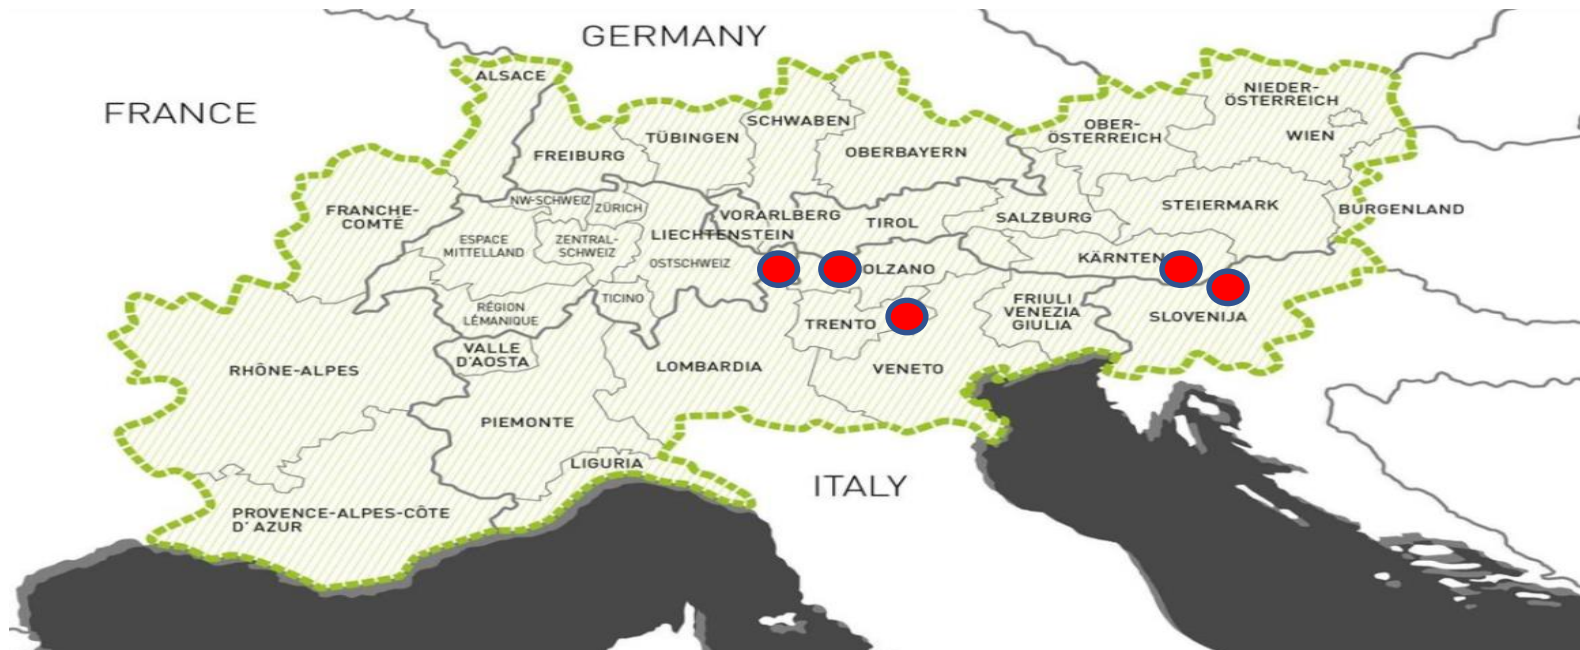 GERMANY
FRANCE
ITALY
ALSACE
FREIBURG
TÜBINGEN
SCHWABEN
OBERBAYERN
OBER-
ÖSTERREICH
NIEDER-
ÖSTERREICH
WIEN
FRANCHE-
COMTÉ
NW-SCHWEIZ
ZÜRICH
VORARLBERG
LIECHTENSTEIN
TIROL
SALZBURG
STEIERMARK
BURGENLAND
ESPACE
MITTELLAND
ZENTRAL-
SCHWEIZ
OSTSCHWEIZ
OLZANO
KÄRNTEN
RÉGION
LÉMANIQUE
TICINO
TRENTO
FRIULI
VENEZIA
GIULIA
SLOVENIJA
VALLE
D'AOSTA
RHÔNE-ALPES
LOMBARDIA
VENETO
PIEMONTE
LIGURIA
PROVENCE-ALPES-CÔTE
D' AZUR